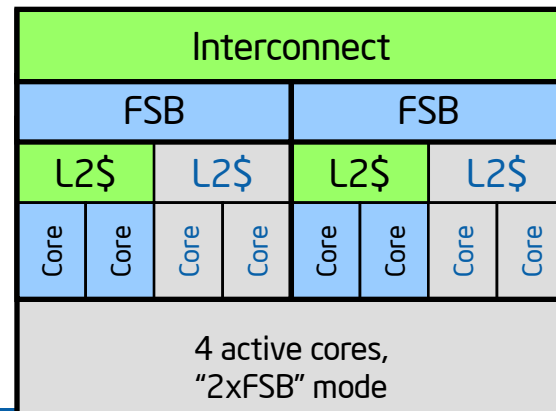 Interconnect
FSB FSB
L2$ L2$ L2$ L2$
Core Core Core Core Core Core Core Core
4 active cores,
“2xFSB” mode